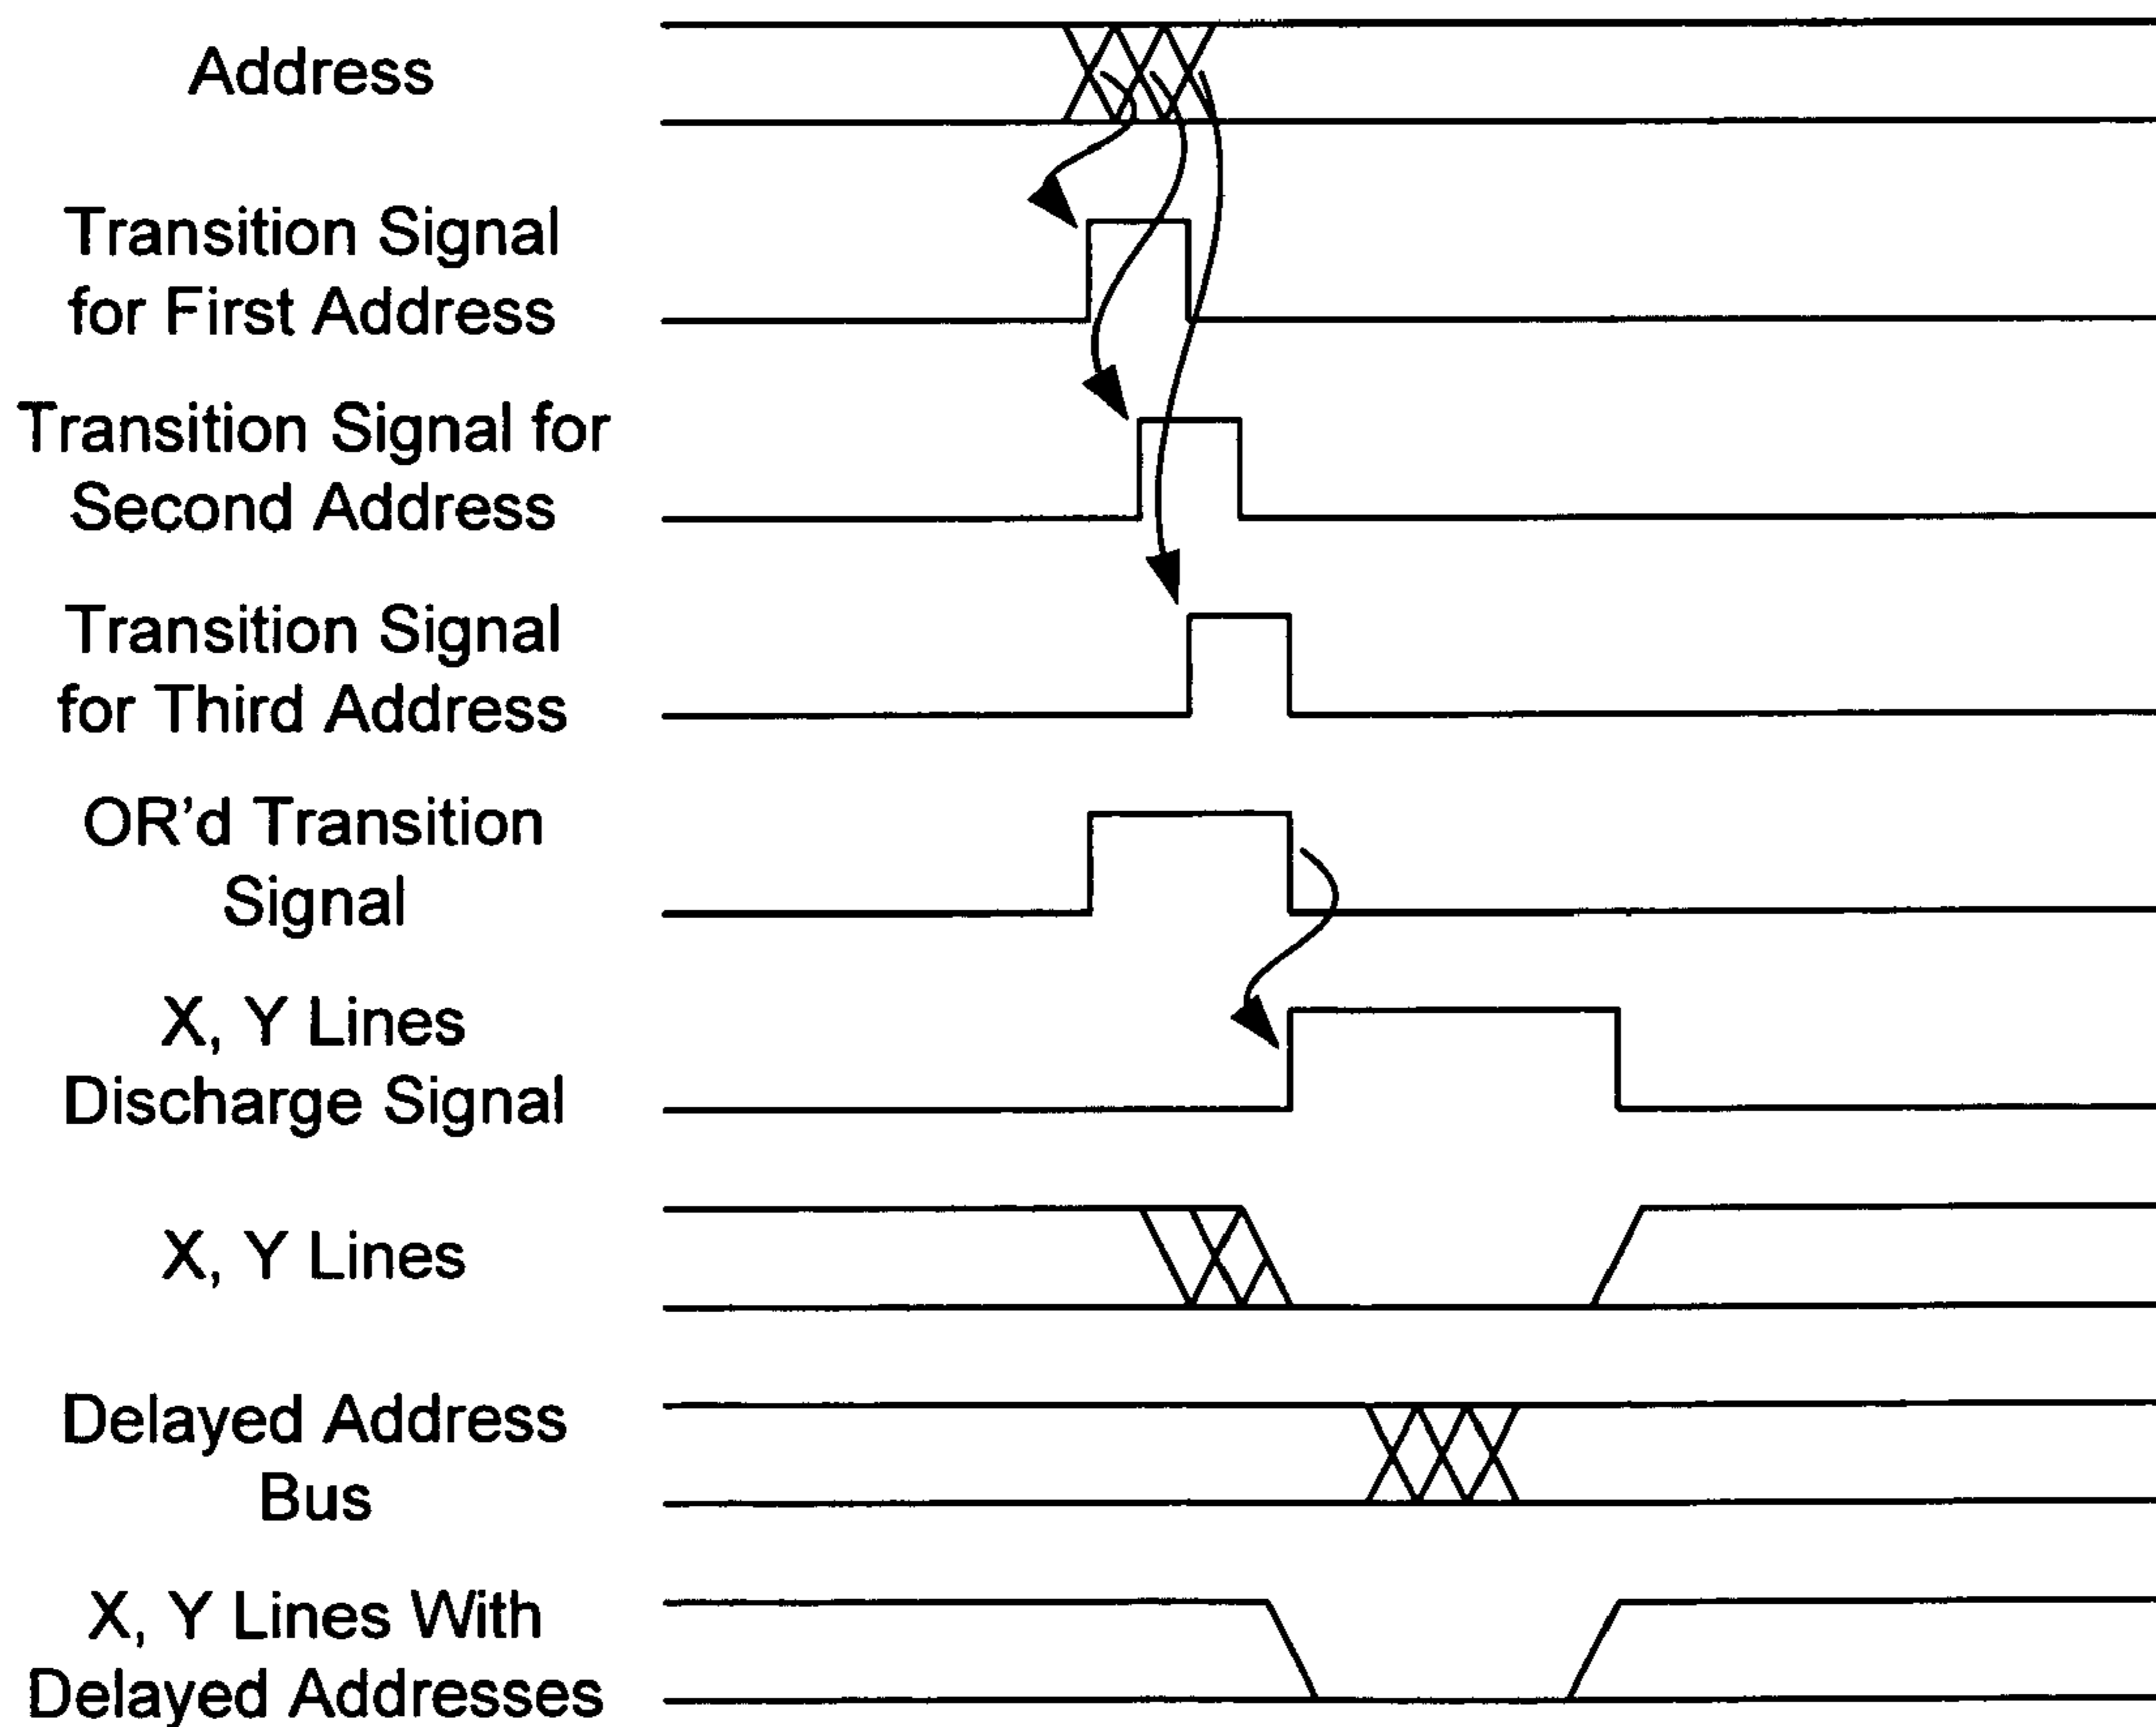 Address
Transition Signal
for First Address
Transition Signal for
Second Address
Transition Signal
for Third Address
OR’d Transition
Signal
X, Y Lines
Discharge Signal
X, Y Lines
Delayed Address
Bus
X, Y Lines With
Delayed Addresses